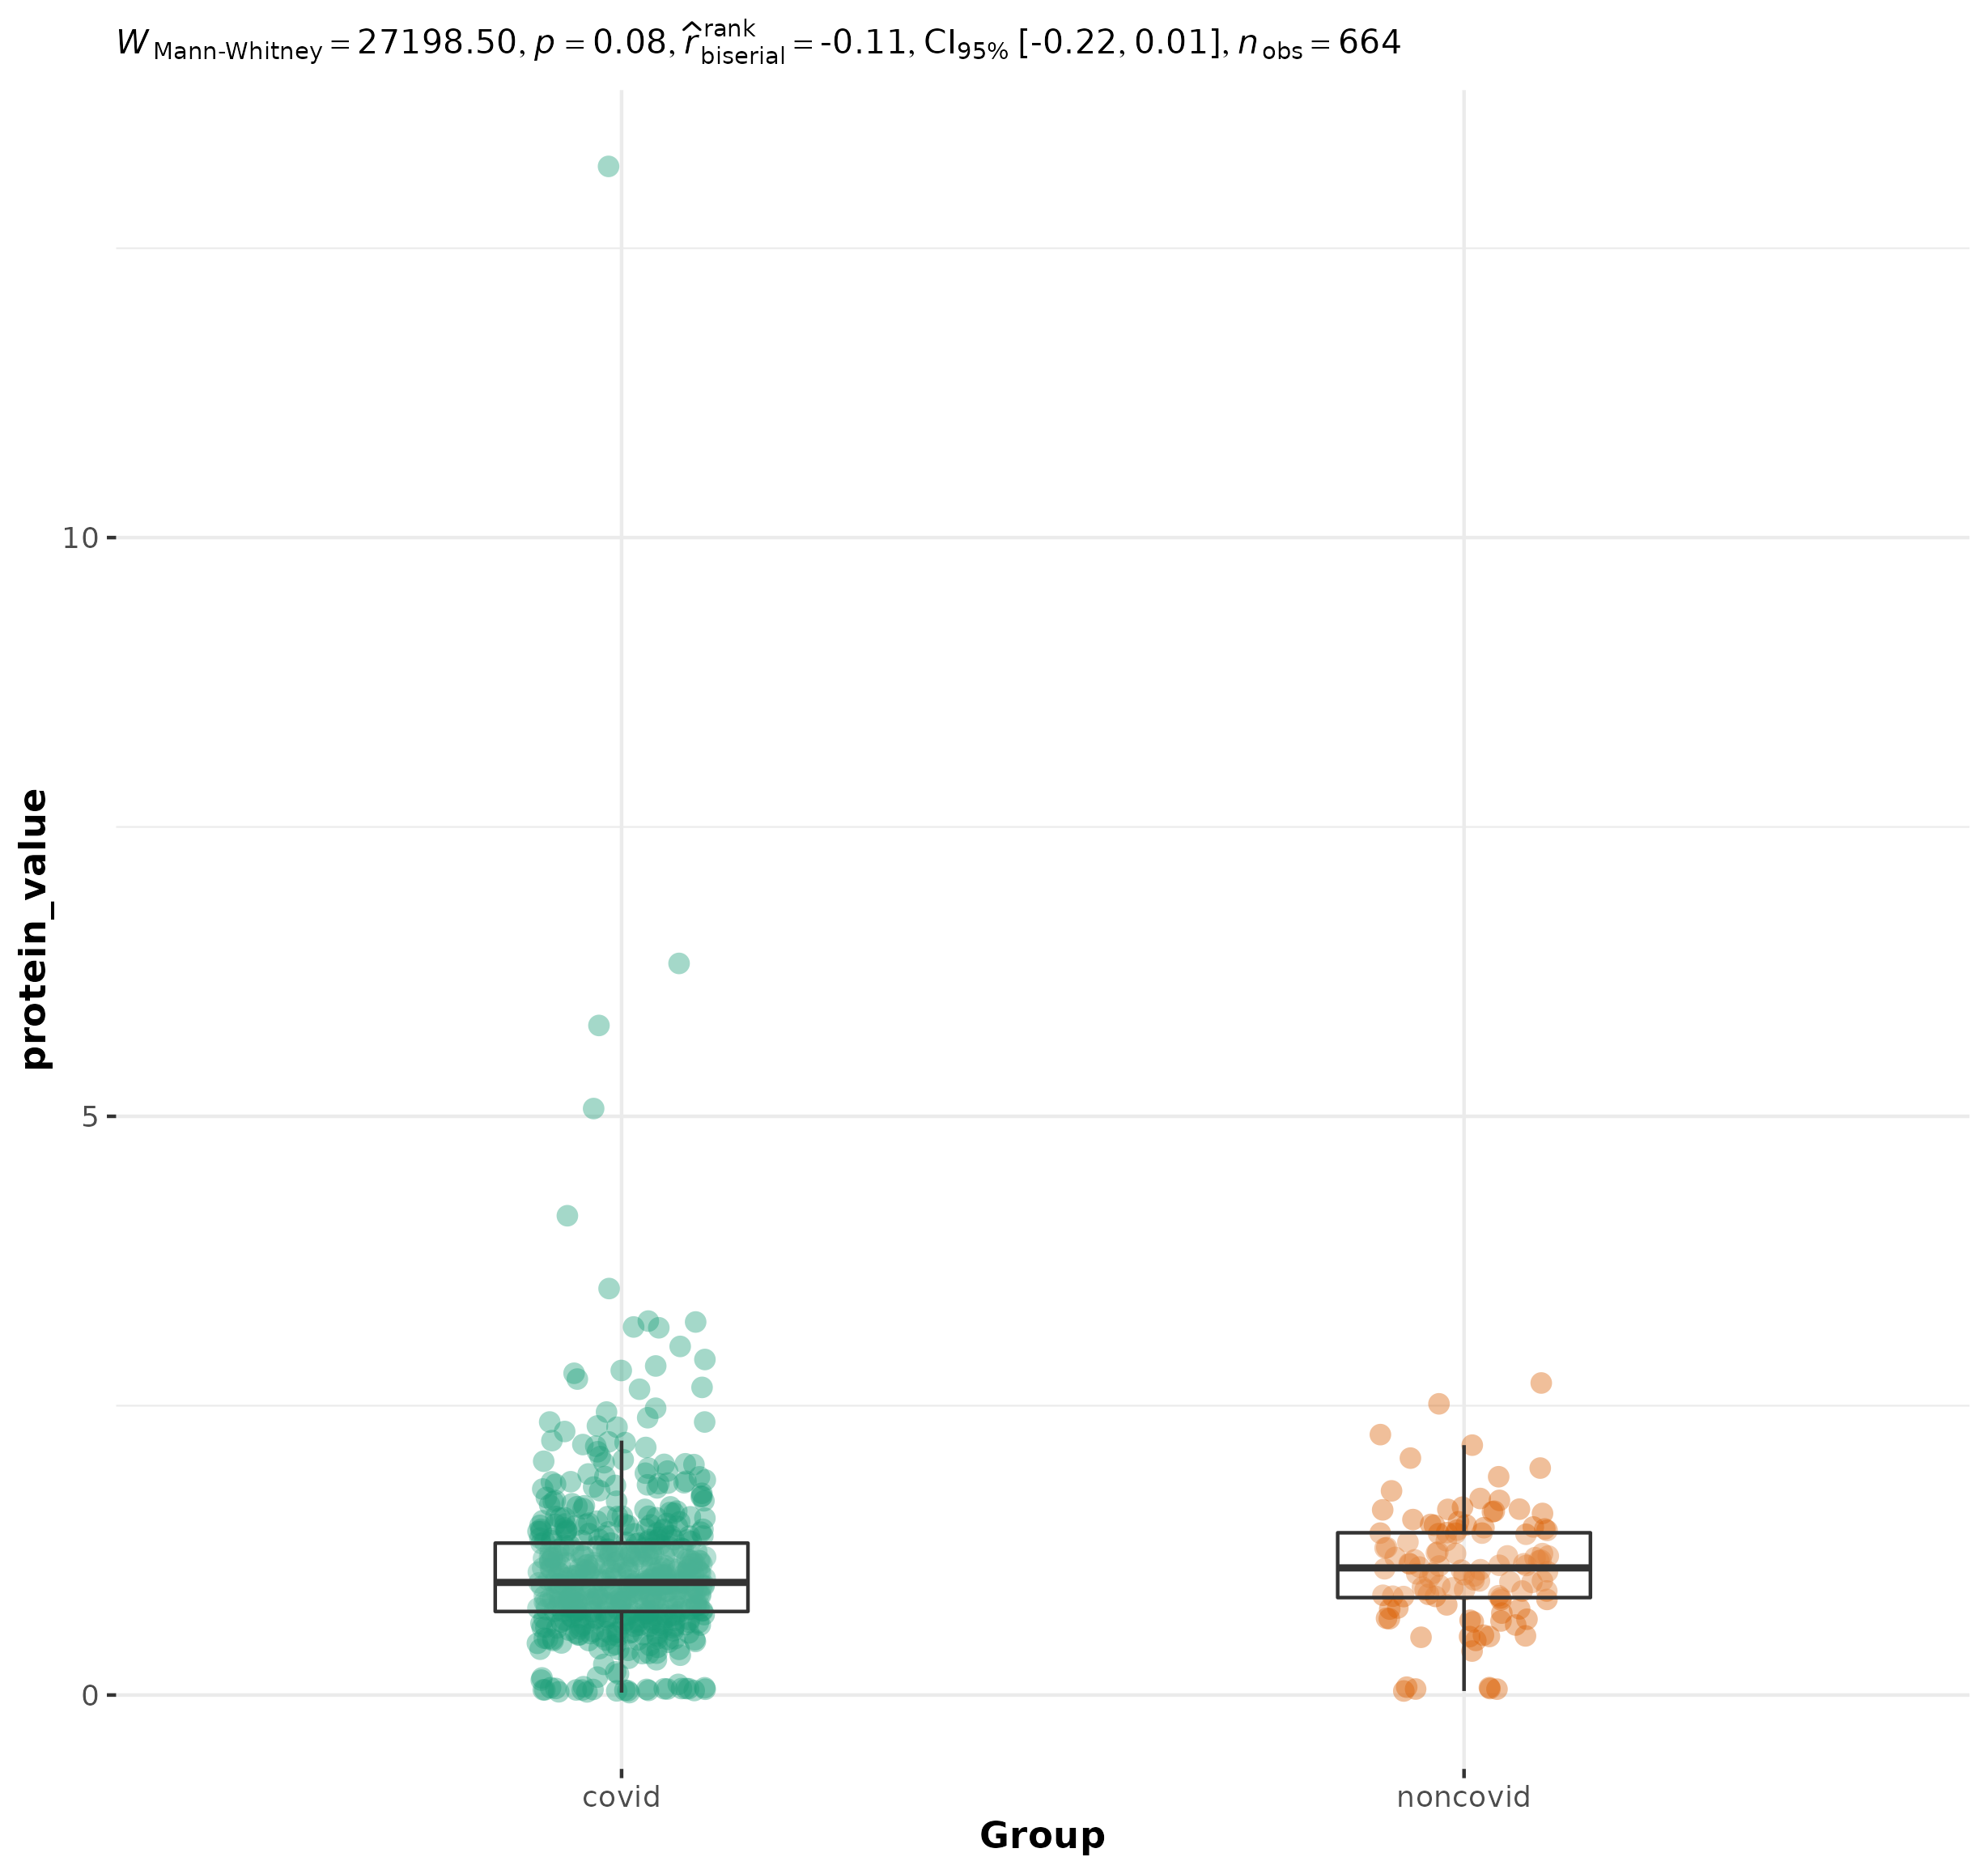 W Mann-Whitney = 27198.50, p = 0.08, r̂ rank biserial = -0.11, CI95% [-0.22, 0.01], n obs = 664
protein_value
10
5
0
covid noncovid
Group